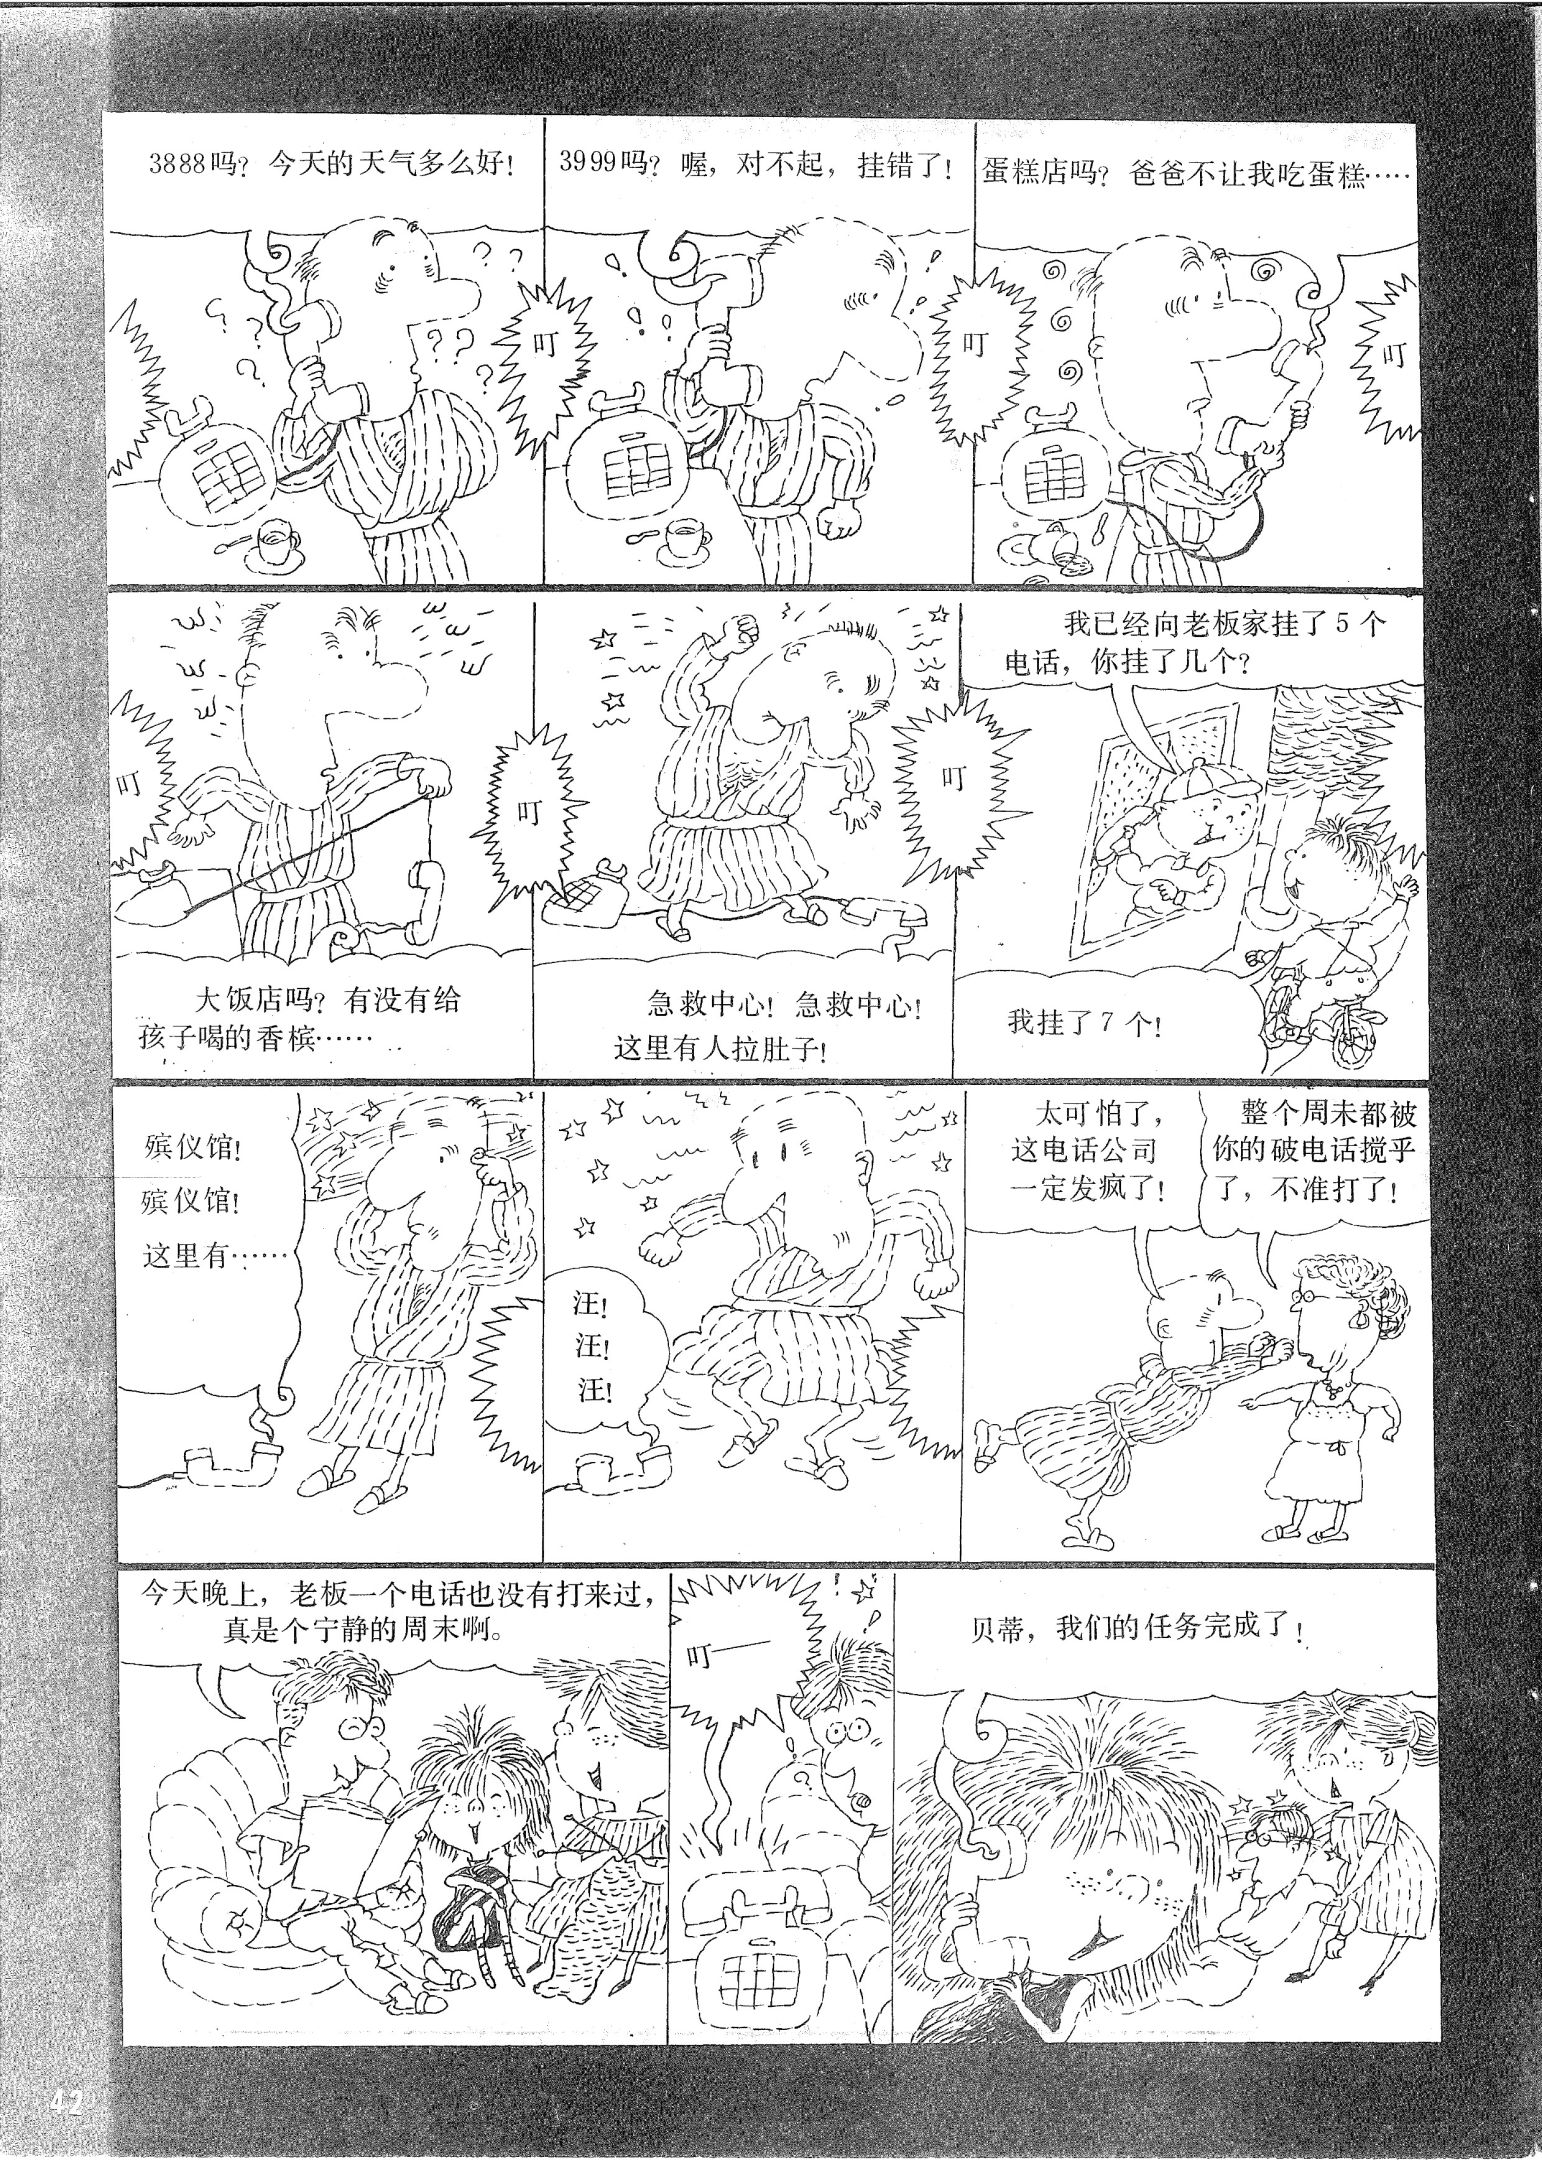 3888吗？今天的天气多么好！
3999吗？喔，对不起，挂错了！
蛋糕店吗？爸爸不让我吃蛋糕……
叮
叮
叮
叮
叮
叮
大饭店吗？有没有给
孩子喝的香槟……
急救中心！急救中心！
这里有人拉肚子！
我已经向老板家挂了5个
电话，你挂了几个？
我挂了7个！
殡仪馆！
殡仪馆！
这里有……
汪！
汪！
汪！
太可怕了，
这电话公司
一定发疯了！
整个周未都被
你的破电话搅乎
了，不准打了！
今天晚上，老板一个电话也没有打来过，
真是个宁静的周末啊。
叮——
贝蒂，我们的任务完成了！
42